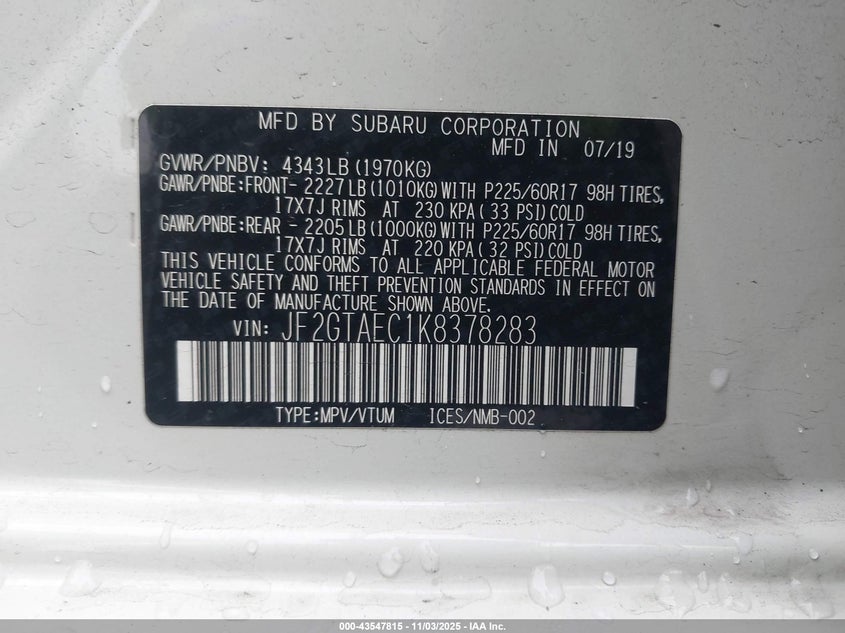 MFD BY SUBARU CORPORATION
MFD IN 07/19
GVWR/PNBV: 4343LB(1970KG)
GAWR/PNBE:FRONT- 2227LB(1010KG)WITH P225/60R17 98H TIRES,
17X7J RIMS AT 230 KPA( 33 PSI)COLD
GAWR/PNBE:REAR - 2205LB(1000KG)WITH P225/60R17 98H TIRES,
17X7J RIMS AT 220 KPA( 32 PSI)COLD
THIS VEHICLE CONFORMS TO ALL APPLICABLE FEDERAL MOTOR
VEHICLE SAFETY AND THEFT PREVENTION STANDARDS IN EFFECT ON
THE DATE OF MANUFACTURE SHOWN ABOVE.
VIN: JF2GTAEC1K8378283
TYPE:MPV/VTUM ICES/NMB-002
000-43547815 - 11/03/2025 - © IAA Inc.